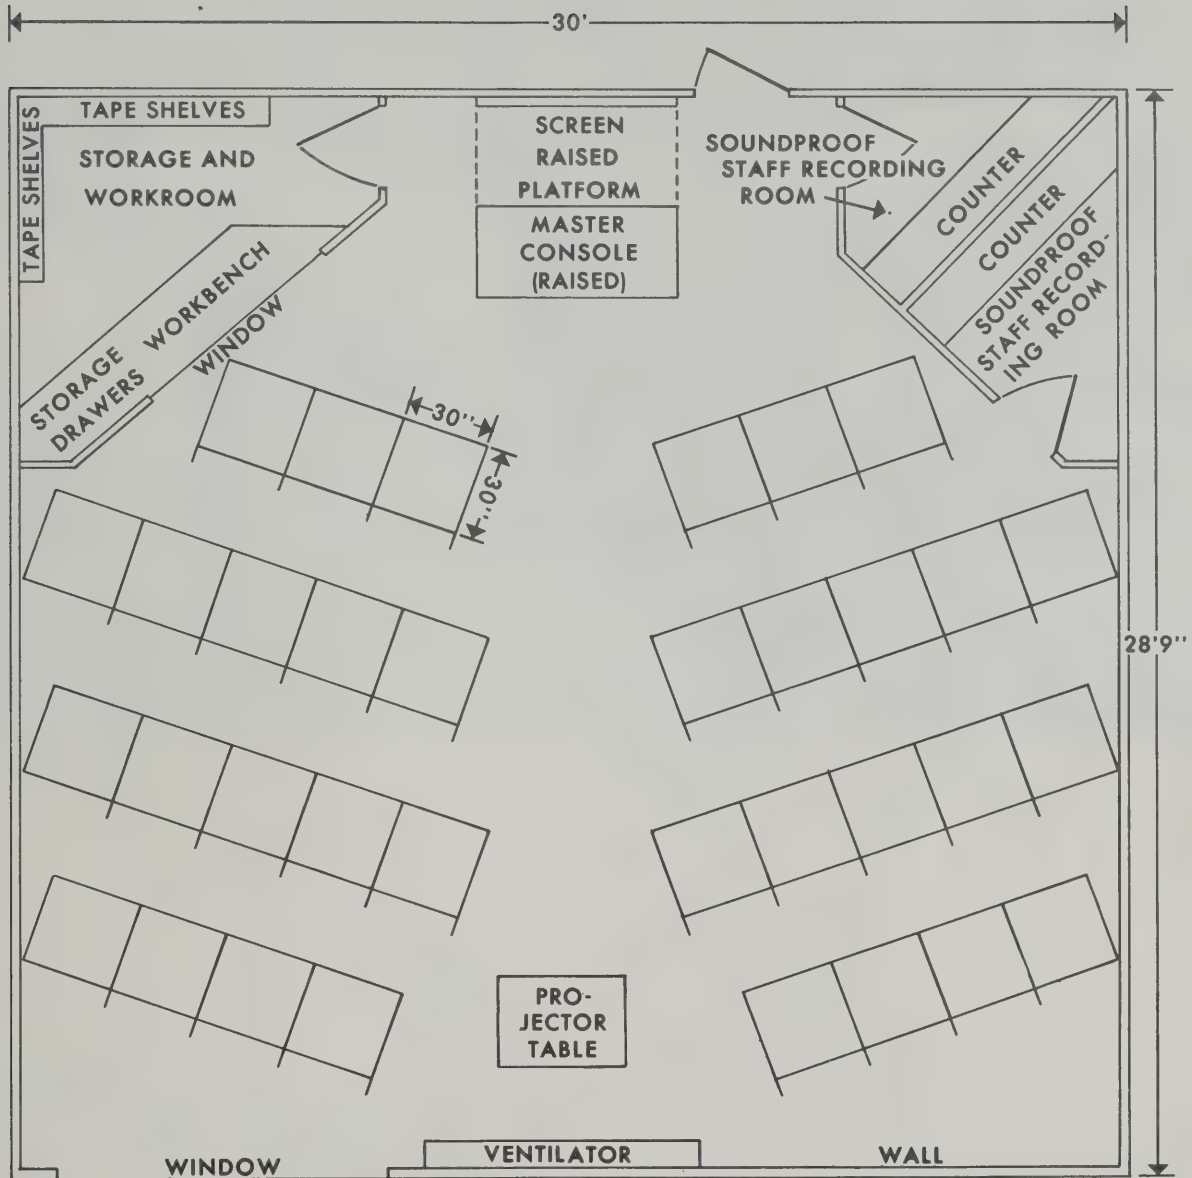 30'
TAPE SHELVES
TAPE SHELVES
STORAGE AND
WORKROOM
SCREEN
RAISED
PLATFORM
MASTER
CONSOLE
(RAISED)
SOUNDPROOF
STAFF RECORDING
ROOM
COUNTER
COUNTER
SOUNDPROOF
STAFF RECORD-
ING ROOM
STORAGE WORKBENCH
DRAWERS
WINDOW
30''
30''
28'9''
PRO-
JECTOR
TABLE
WINDOW
VENTILATOR
WALL